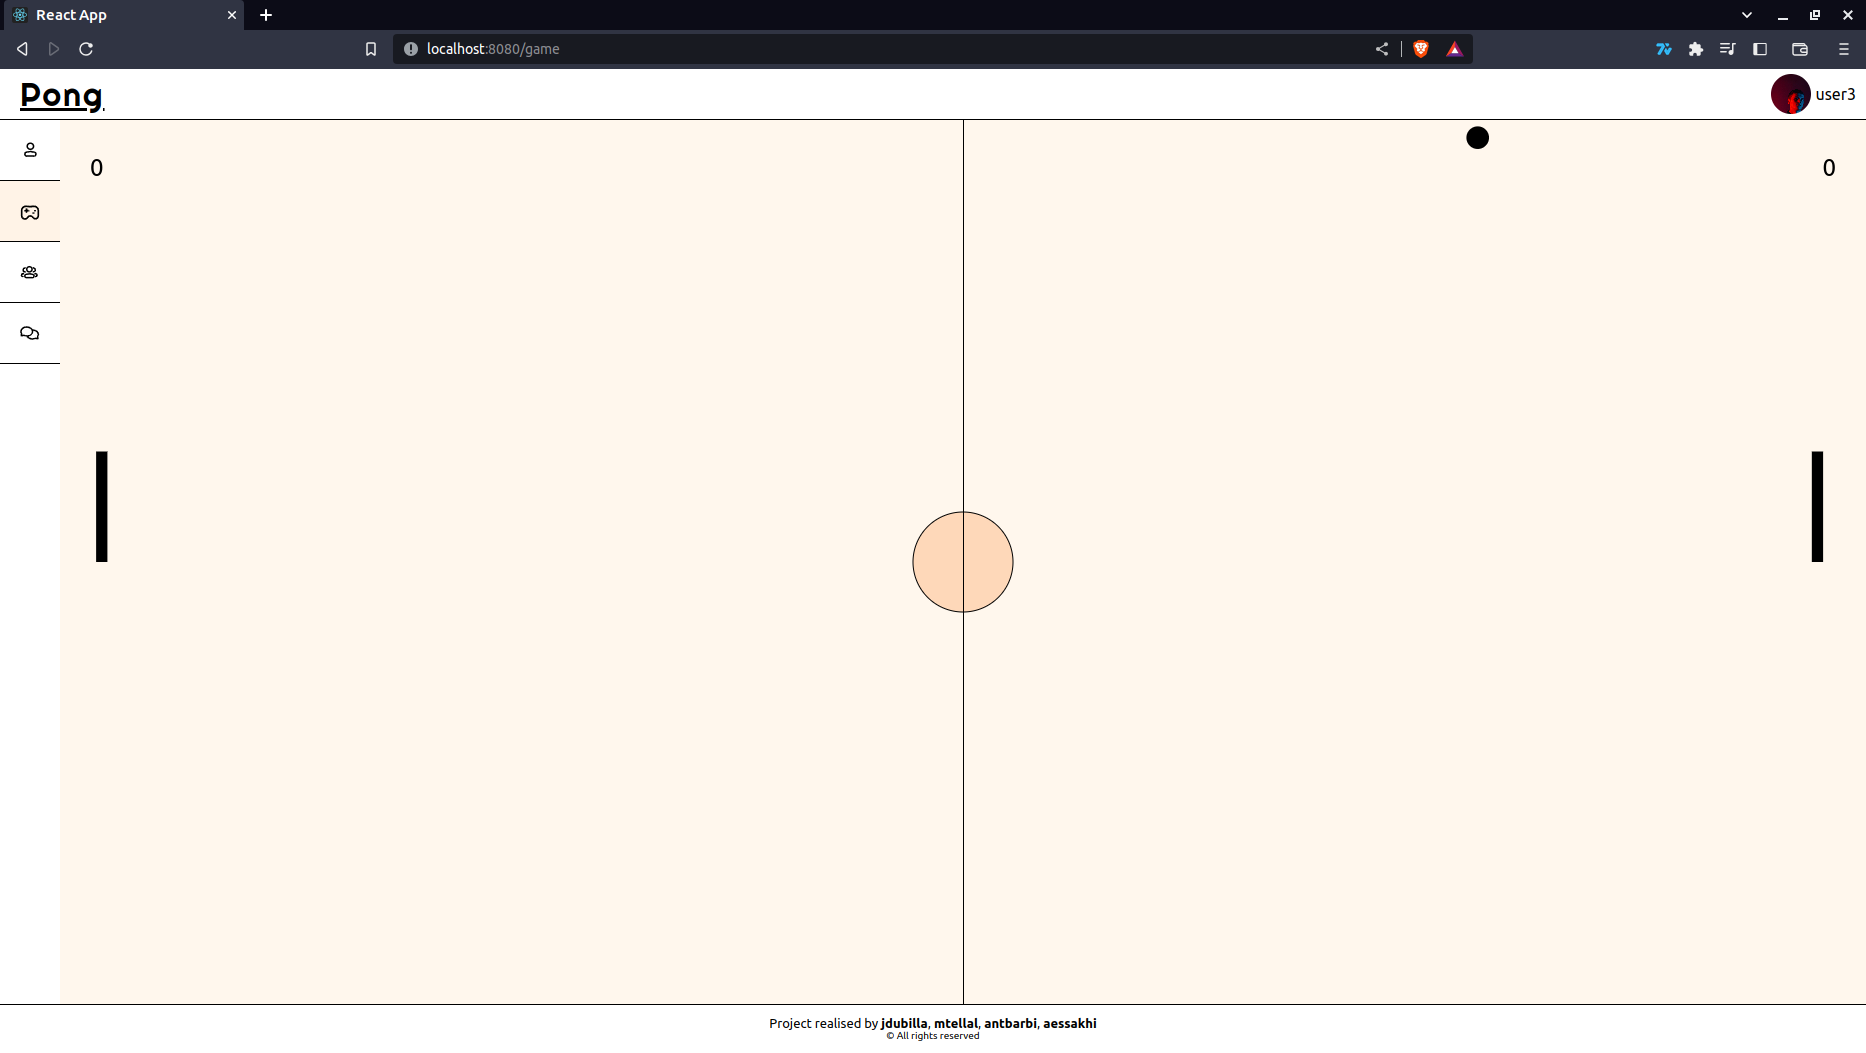 React App
localhost:8080/game
Pong
user3
0
0
Project realised by jdubilla, mtellal, antbarbi, aessakhi
© All rights reserved